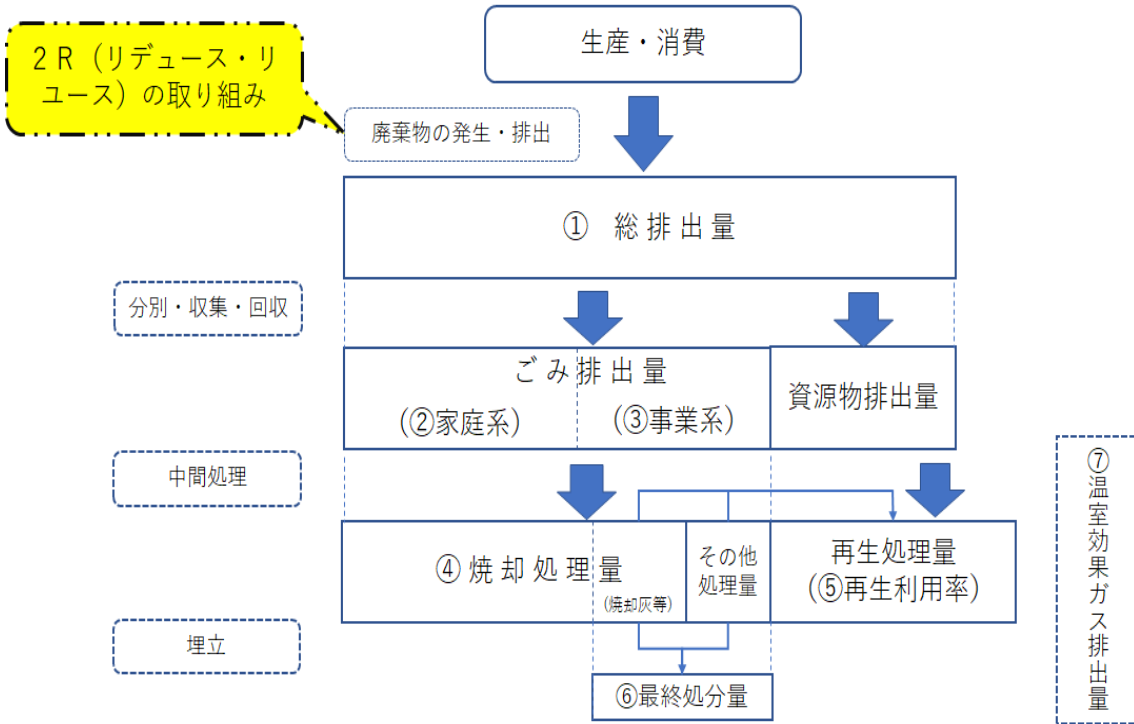 生産・消費
２Ｒ（リデュース・リ
ユース）の取り組み
廃棄物の発生・排出
① 総排出量
分別・収集・回収
ごみ排出量
(②家庭系)
(③事業系)
資源物排出量
中間処理
④焼却処理量
(焼却灰等)
その他
処理量
再生処理量
(⑤再生利用率)
埋立
⑥最終処分量
⑦温室効果ガス排出量